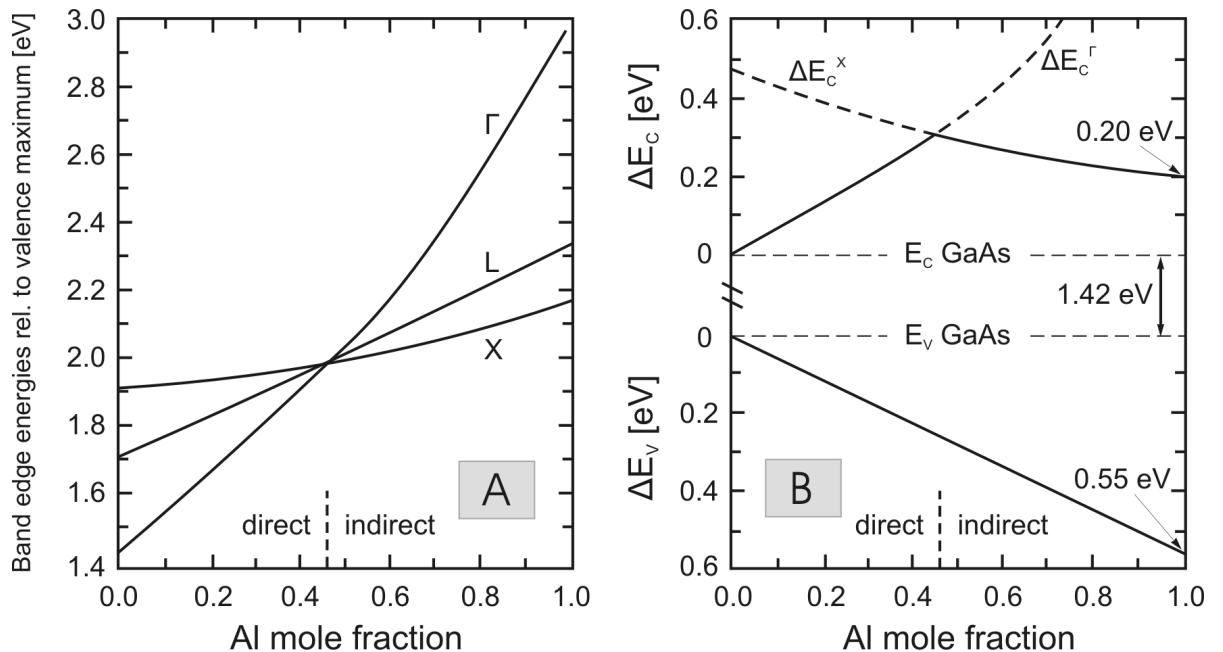 Band edge energies rel. to valence maximum [eV]
3.0
2.8
2.6
2.4
2.2
2.0
1.8
1.6
1.4
Γ
L
X
A
direct indirect
0.0 0.2 0.4 0.6 0.8 1.0
Al mole fraction
ΔE_C [eV]
0.6
0.4
0.2
0
ΔE_C^X
ΔE_C^Γ
0.20 eV
E_C GaAs
1.42 eV
E_V GaAs
ΔE_V [eV]
0
0.2
0.4
0.6
0.55 eV
B
direct indirect
0.0 0.2 0.4 0.6 0.8 1.0
Al mole fraction